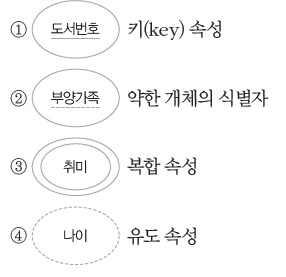 ① 도서번호 키(key) 속성
② 부양가족 약한 개체의 식별자
③ 취미 복합 속성
④ 나이 유도 속성